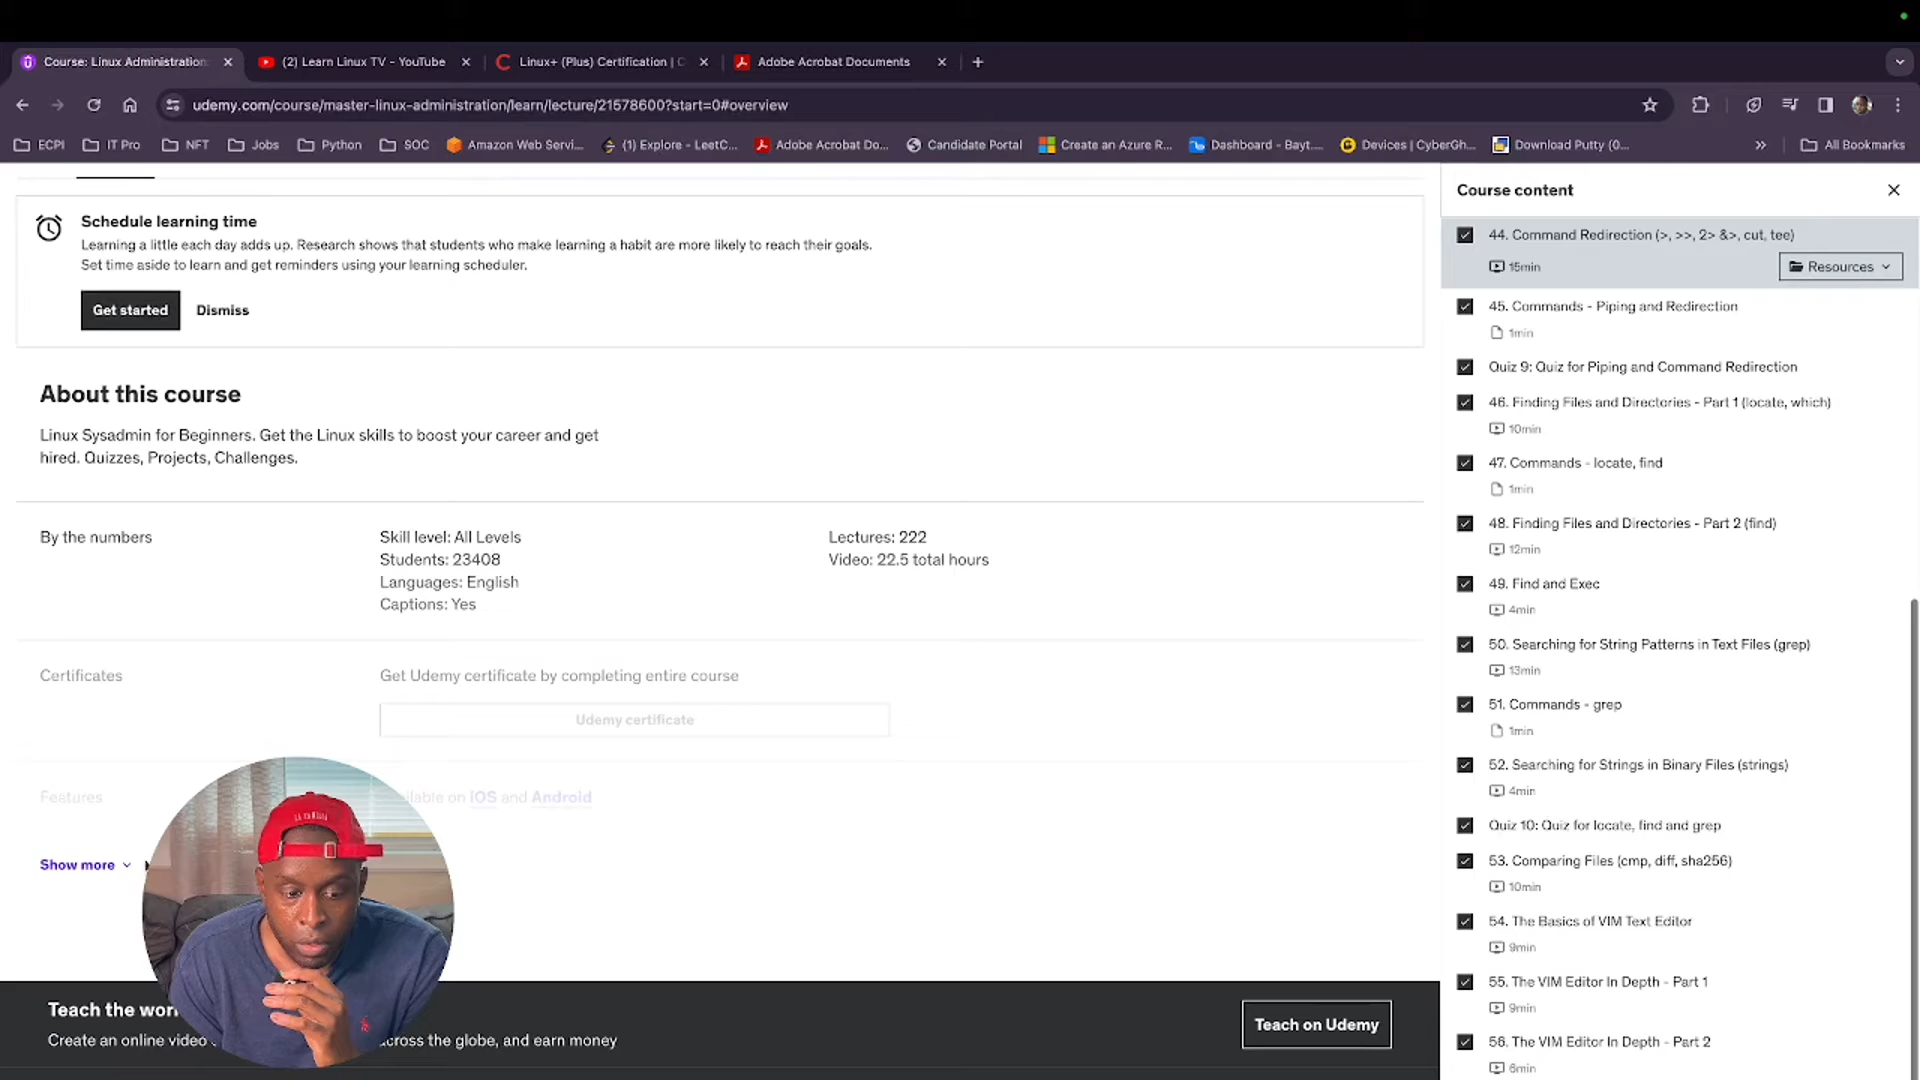 Course: Linux Administration
(2) Learn Linux TV - YouTube
Linux+ (Plus) Certification | C
Adobe Acrobat Documents
udemy.com/course/master-linux-administration/learn/lecture/21578600?start=0#overview
ECPI
IT Pro
NFT
Jobs
Python
SOC
Amazon Web Servi...
(1) Explore - LeetC...
Adobe Acrobat Do...
Candidate Portal
Create an Azure R...
Dashboard - Bayt....
Devices | CyberGh...
Download Putty (0...
All Bookmarks
Schedule learning time
Learning a little each day adds up. Research shows that students who make learning a habit are more likely to reach their goals.
Set time aside to learn and get reminders using your learning scheduler.
Get started
Dismiss
About this course
Linux Sysadmin for Beginners. Get the Linux skills to boost your career and get
hired. Quizzes, Projects, Challenges.
By the numbers
Skill level: All Levels
Students: 23408
Languages: English
Captions: Yes
Lectures: 222
Video: 22.5 total hours
Certificates
Get Udemy certificate by completing entire course
Udemy certificate
Features
ilable on IOS and Android
Show more
Teach the wor
Create an online video
across the globe, and earn money
Teach on Udemy
Course content
44. Command Redirection (>, >>, 2> &>, cut, tee)
15min
Resources
45. Commands - Piping and Redirection
1min
Quiz 9: Quiz for Piping and Command Redirection
46. Finding Files and Directories - Part 1 (locate, which)
10min
47. Commands - locate, find
1min
48. Finding Files and Directories - Part 2 (find)
12min
49. Find and Exec
4min
50. Searching for String Patterns in Text Files (grep)
13min
51. Commands - grep
1min
52. Searching for Strings in Binary Files (strings)
4min
Quiz 10: Quiz for locate, find and grep
53. Comparing Files (cmp, diff, sha256)
10min
54. The Basics of VIM Text Editor
9min
55. The VIM Editor In Depth - Part 1
9min
56. The VIM Editor In Depth - Part 2
6min